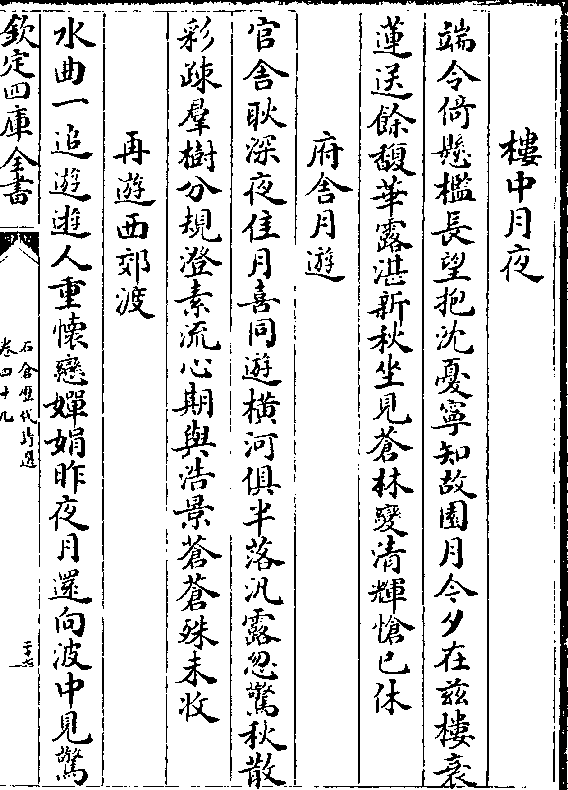 樓中月夜
端令倚懸檻長望抱沈憂寧知故園月今夕在茲樓衰
蓮送餘馥華露湛新秋坐見蒼林變清輝愴已休
府舎月遊
官舎耿深夜佳月喜同遊橫河俱半落汎露忽驚秋散
彩疎羣樹分規澄素流心期與浩景蒼蒼殊未收
再遊西郊渡
水曲一追遊遊人重懷戀嬋娟昨夜月還向波中見驚
欽定四庫全書
石倉歷代詩選
卷四十九
二十七